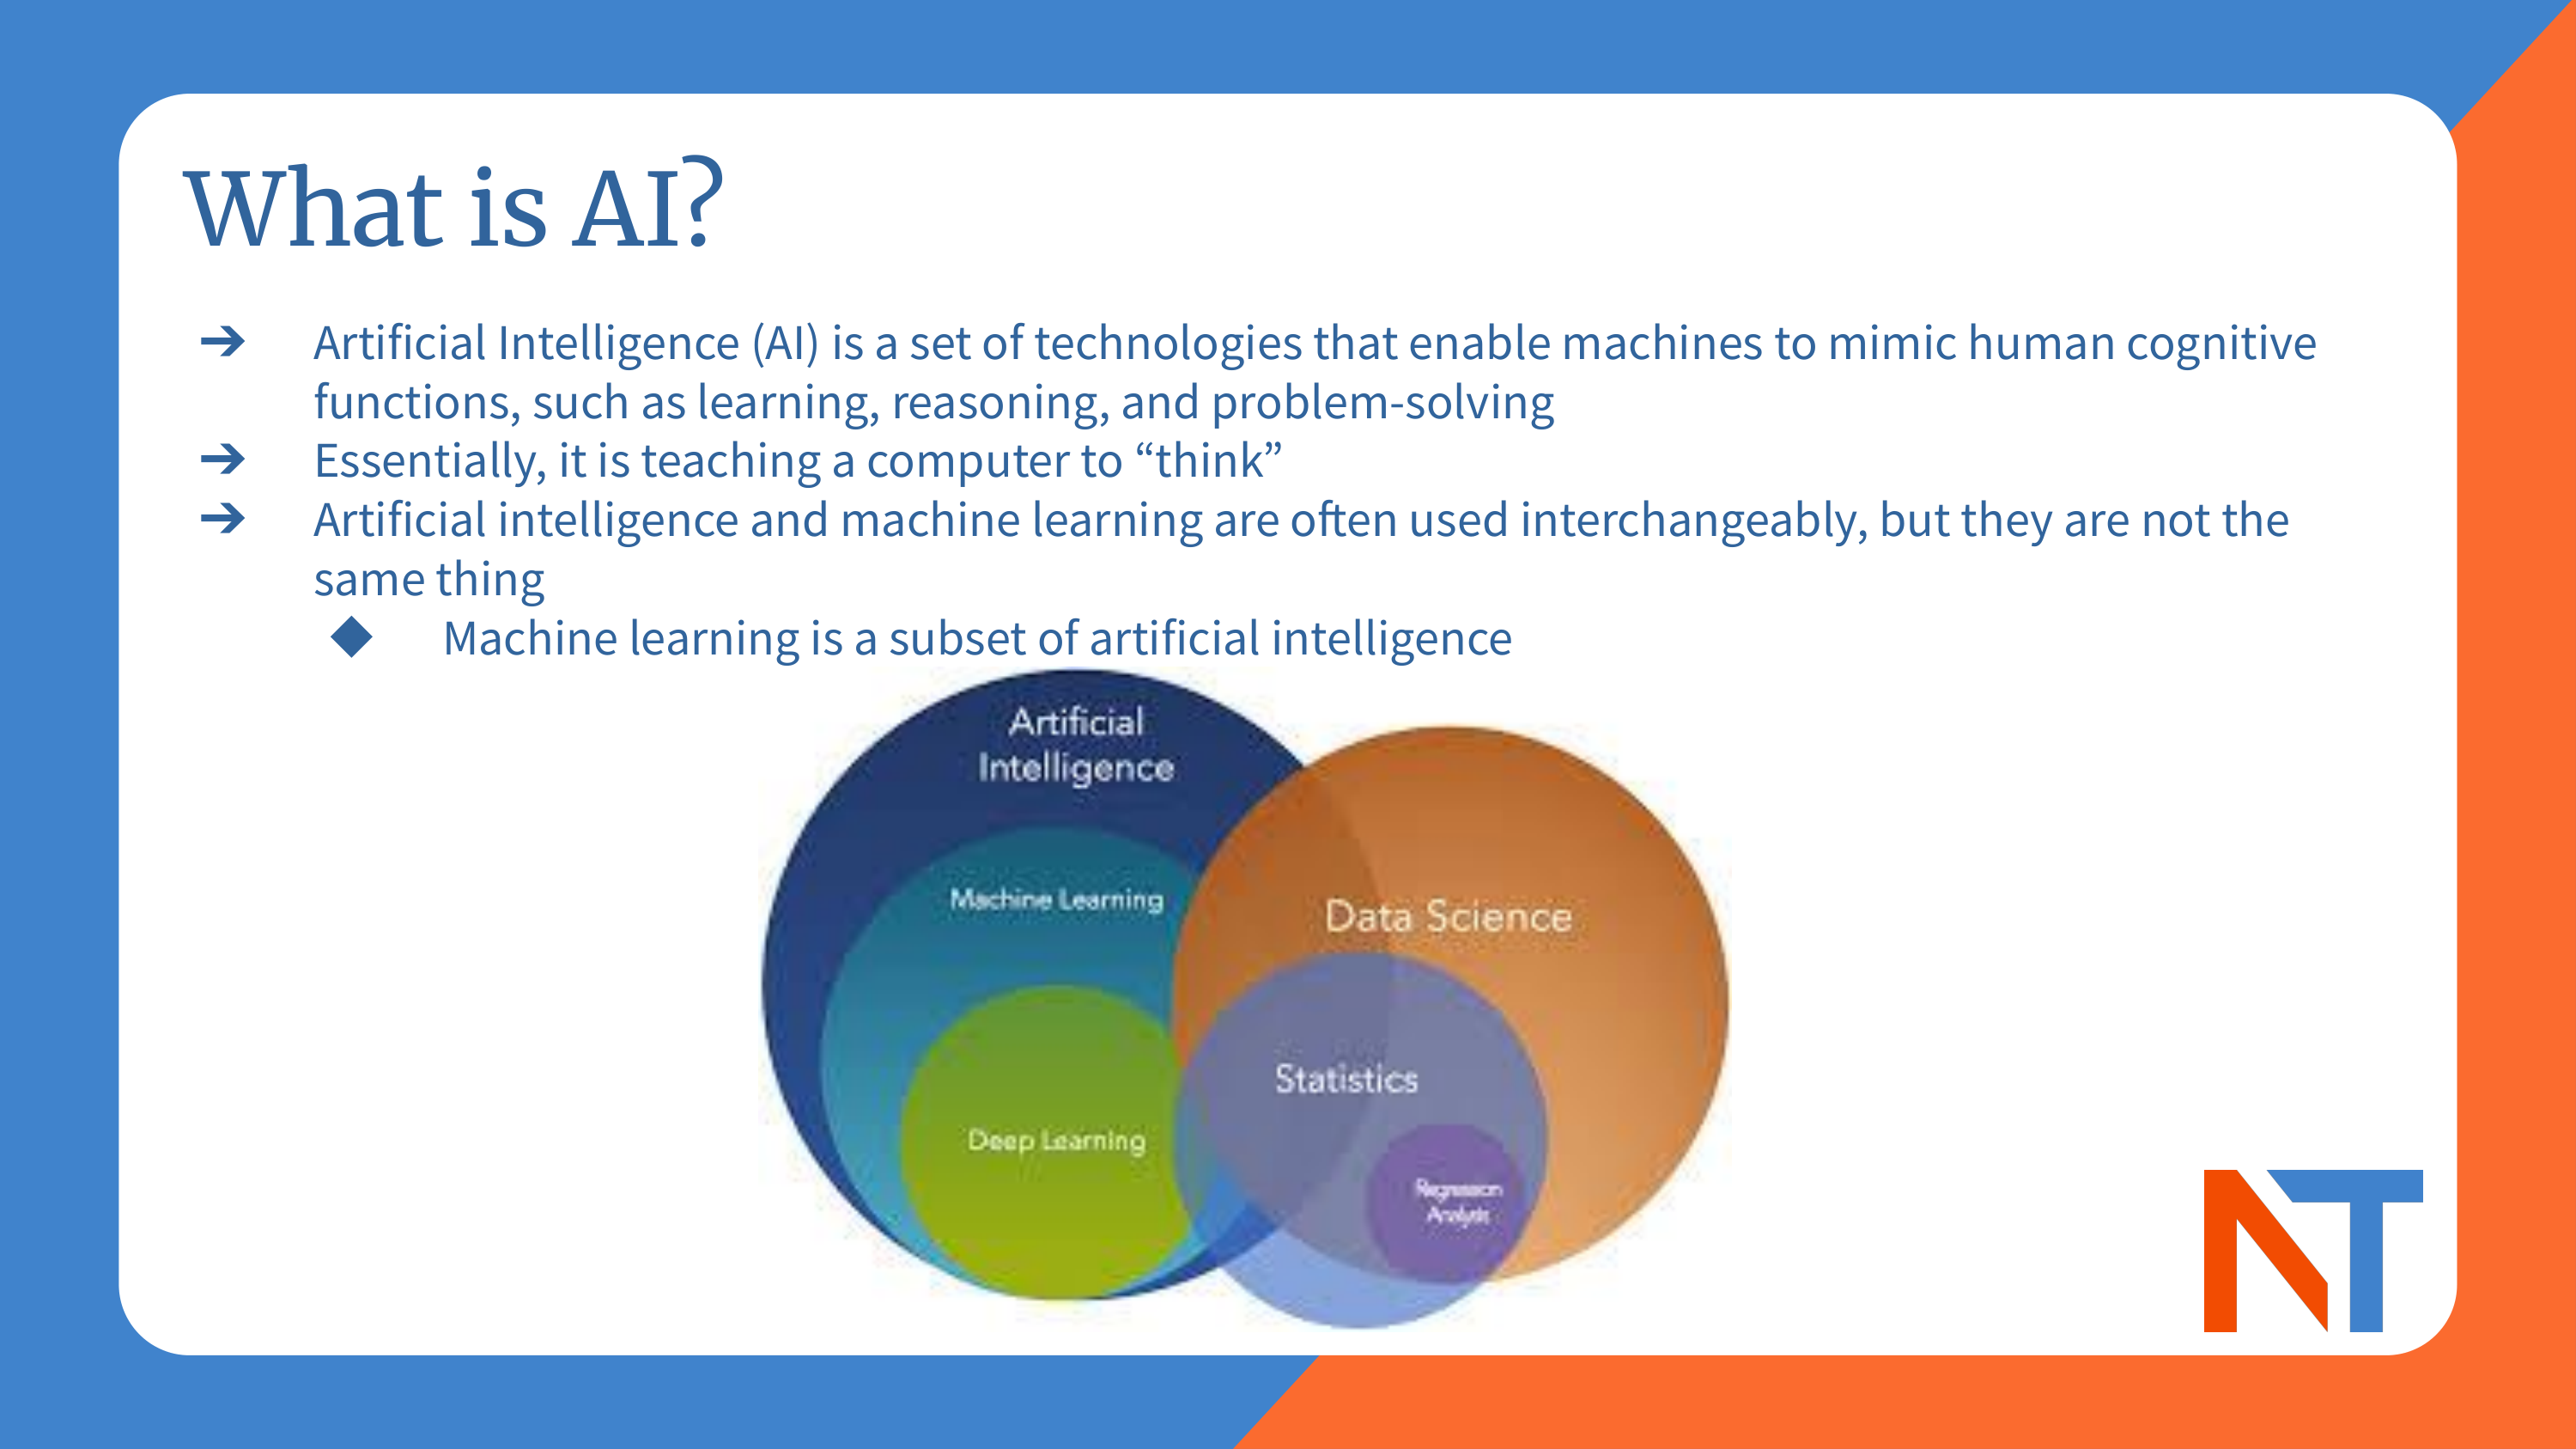 What is AI?
➔ Artificial Intelligence (AI) is a set of technologies that enable machines to mimic human cognitive
functions, such as learning, reasoning, and problem-solving
➔ Essentially, it is teaching a computer to “think”
➔ Artificial intelligence and machine learning are often used interchangeably, but they are not the
same thing
◆ Machine learning is a subset of artificial intelligence
Artificial
Intelligence
Machine Learning
Data Science
Statistics
Deep Learning
Regression
Analysis
NT